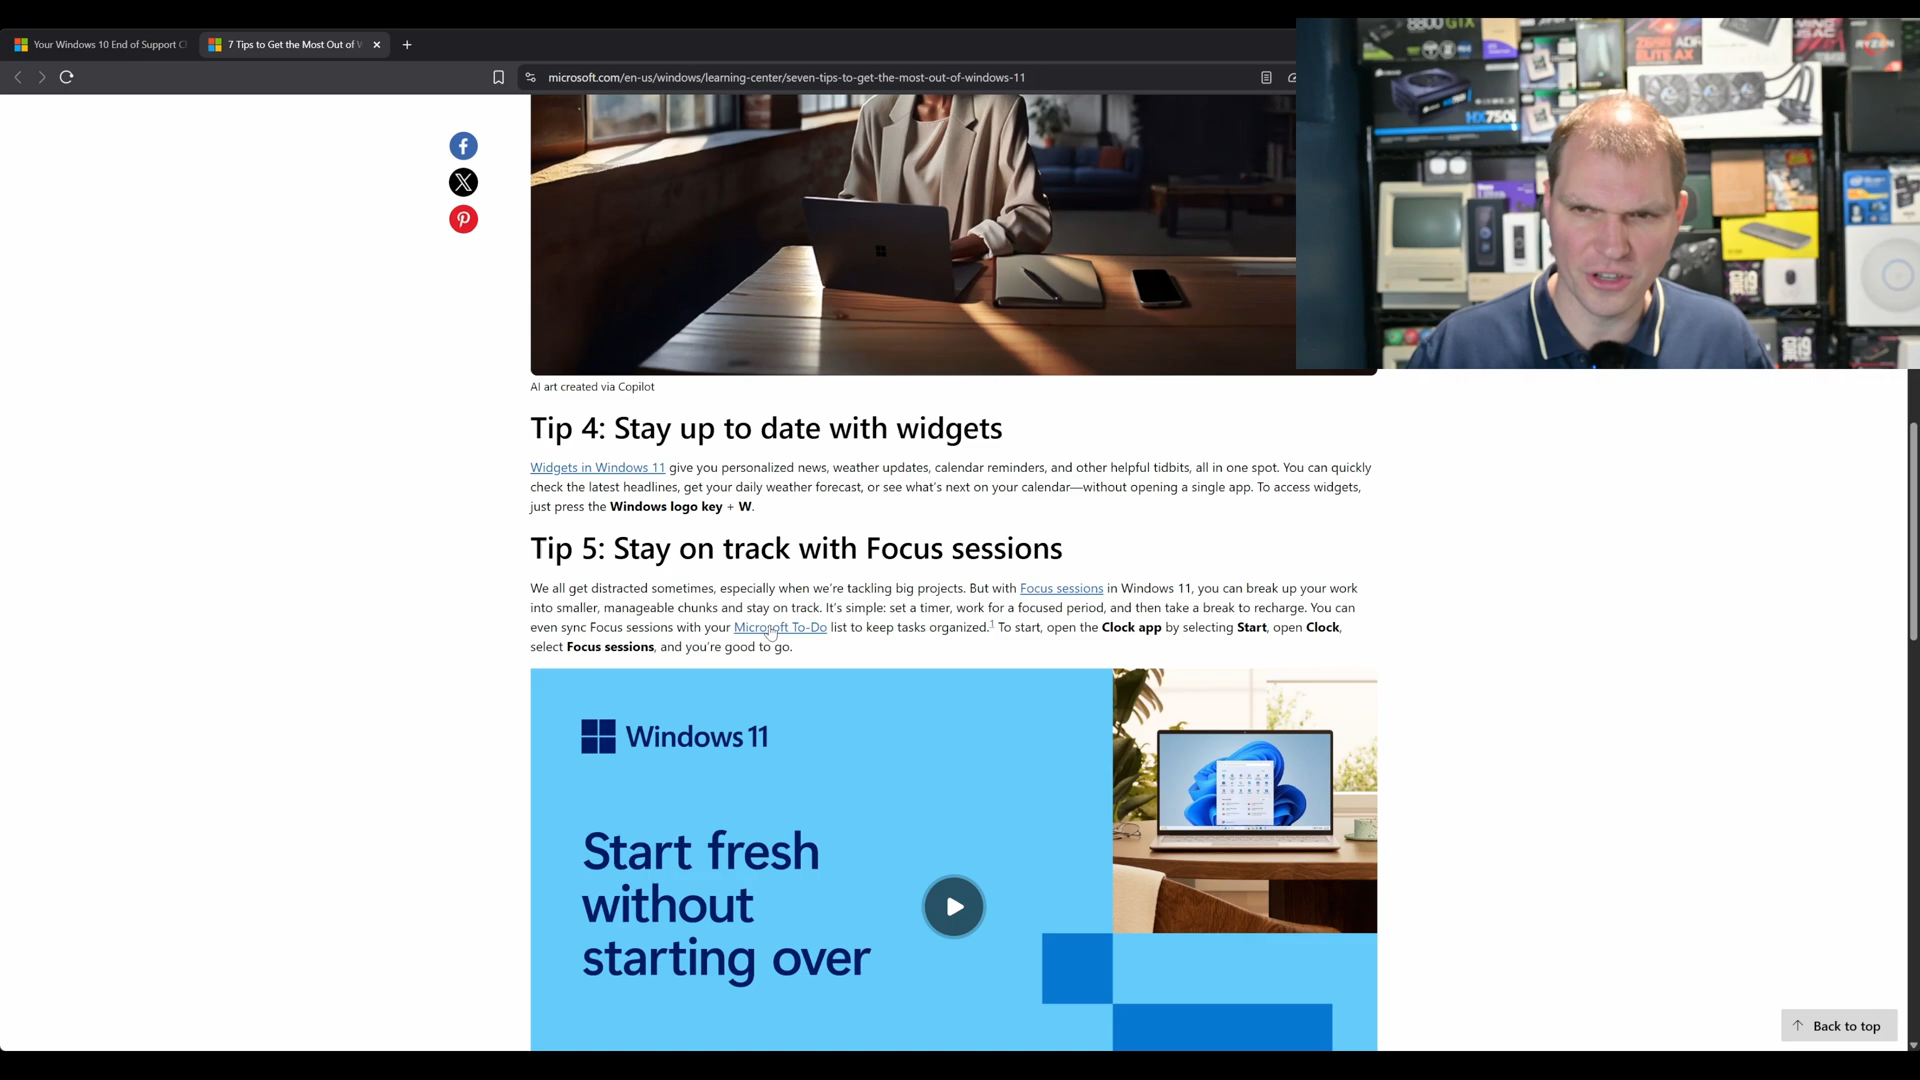 Your Windows 10 End of Support
7 Tips to Get the Most Out of
microsoft.com/en-us/windows/learning-center/seven-tips-to-get-the-most-out-of-windows-11
8800 GTX
ELITE AX
RYZEN
HX750i
intel
AI art created via Copilot
Tip 4: Stay up to date with widgets
Widgets in Windows 11 give you personalized news, weather updates, calendar reminders, and other helpful tidbits, all in one spot. You can quickly
check the latest headlines, get your daily weather forecast, or see what's next on your calendar—without opening a single app. To access widgets,
just press the Windows logo key + W.
Tip 5: Stay on track with Focus sessions
We all get distracted sometimes, especially when we're tackling big projects. But with Focus sessions in Windows 11, you can break up your work
into smaller, manageable chunks and stay on track. It's simple: set a timer, work for a focused period, and then take a break to recharge. You can
even sync Focus sessions with your Microsoft To-Do list to keep tasks organized.1 To start, open the Clock app by selecting Start, open Clock,
select Focus sessions, and you're good to go.
Windows 11
Start fresh
without
starting over
Back to top